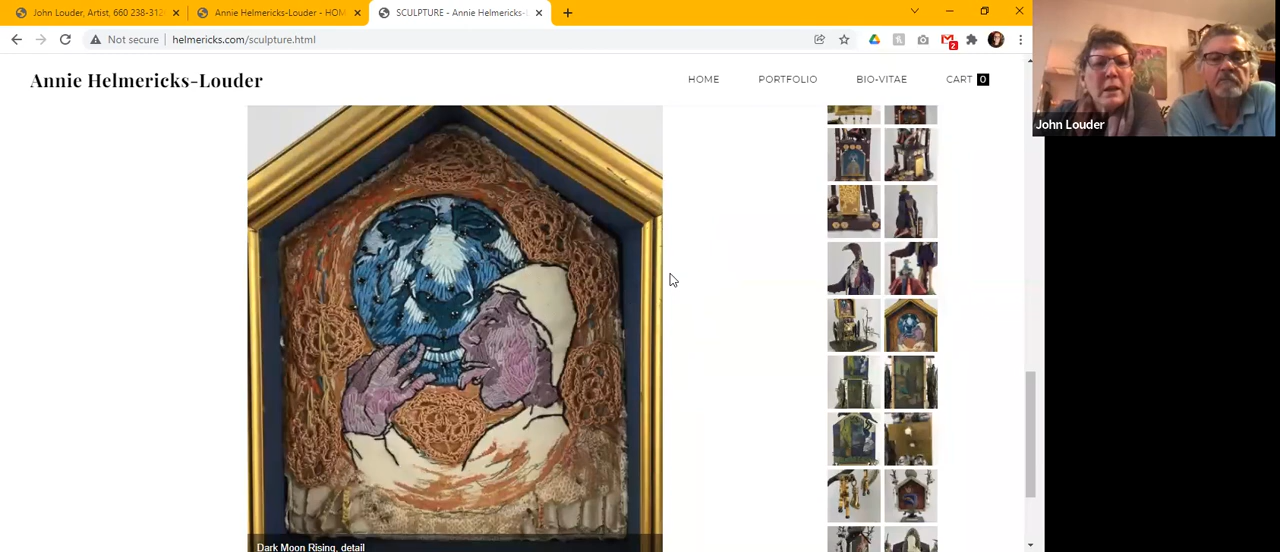 John Louder, Artist, 660 238-312
Annie Helmericks-Louder - HOM
SCULPTURE - Annie Helmericks-
Not secure
helmericks.com/sculpture.html
2
Annie Helmericks-Louder
HOME
PORTFOLIO
BIO-VITAE
CART 0
John Louder
Dark Moon Rising, detail